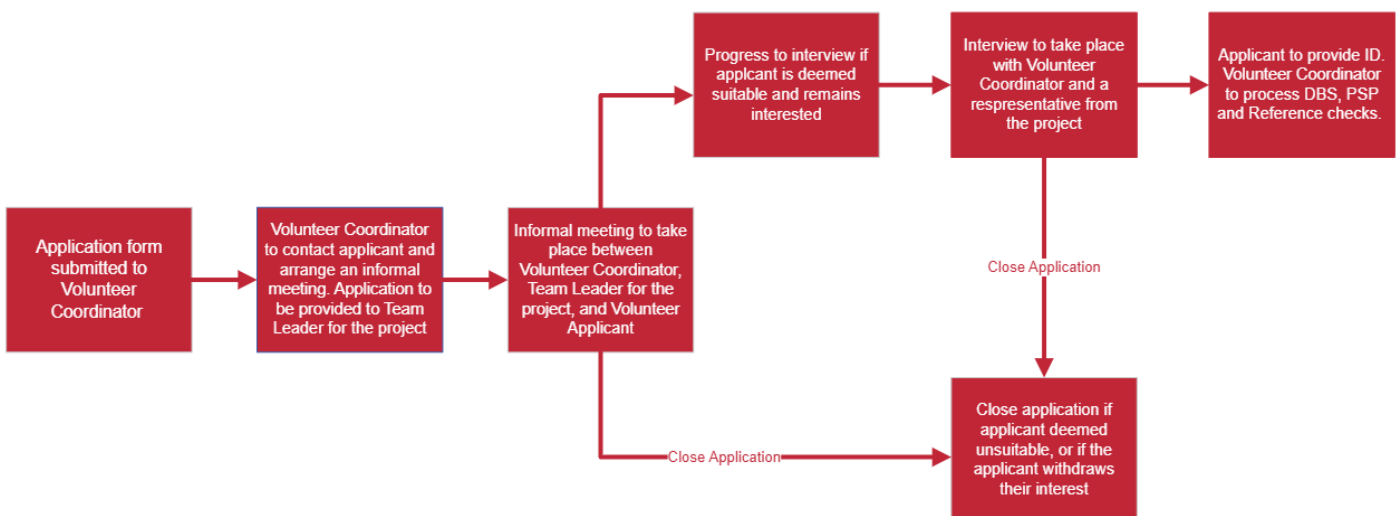 Application form
submitted to
Volunteer
Coordinator
Volunteer Coordinator
to contact applicant and
arrange an informal
meeting. Application to
be provided to Team
Leader for the project
Informal meeting to take
place between
Volunteer Coordinator,
Team Leader for the
project, and Volunteer
Applicant
Progress to interview if
applcant is deemed
suitable and remains
interested
Interview to take place
with Volunteer
Coordinator and a
respresentative from
the project
Applicant to provide ID.
Volunteer Coordinator
to process DBS, PSP
and Reference checks.
Close Application
Close Application
Close application if
applicant deemed
unsuitable, or if the
applicant withdraws
their interest